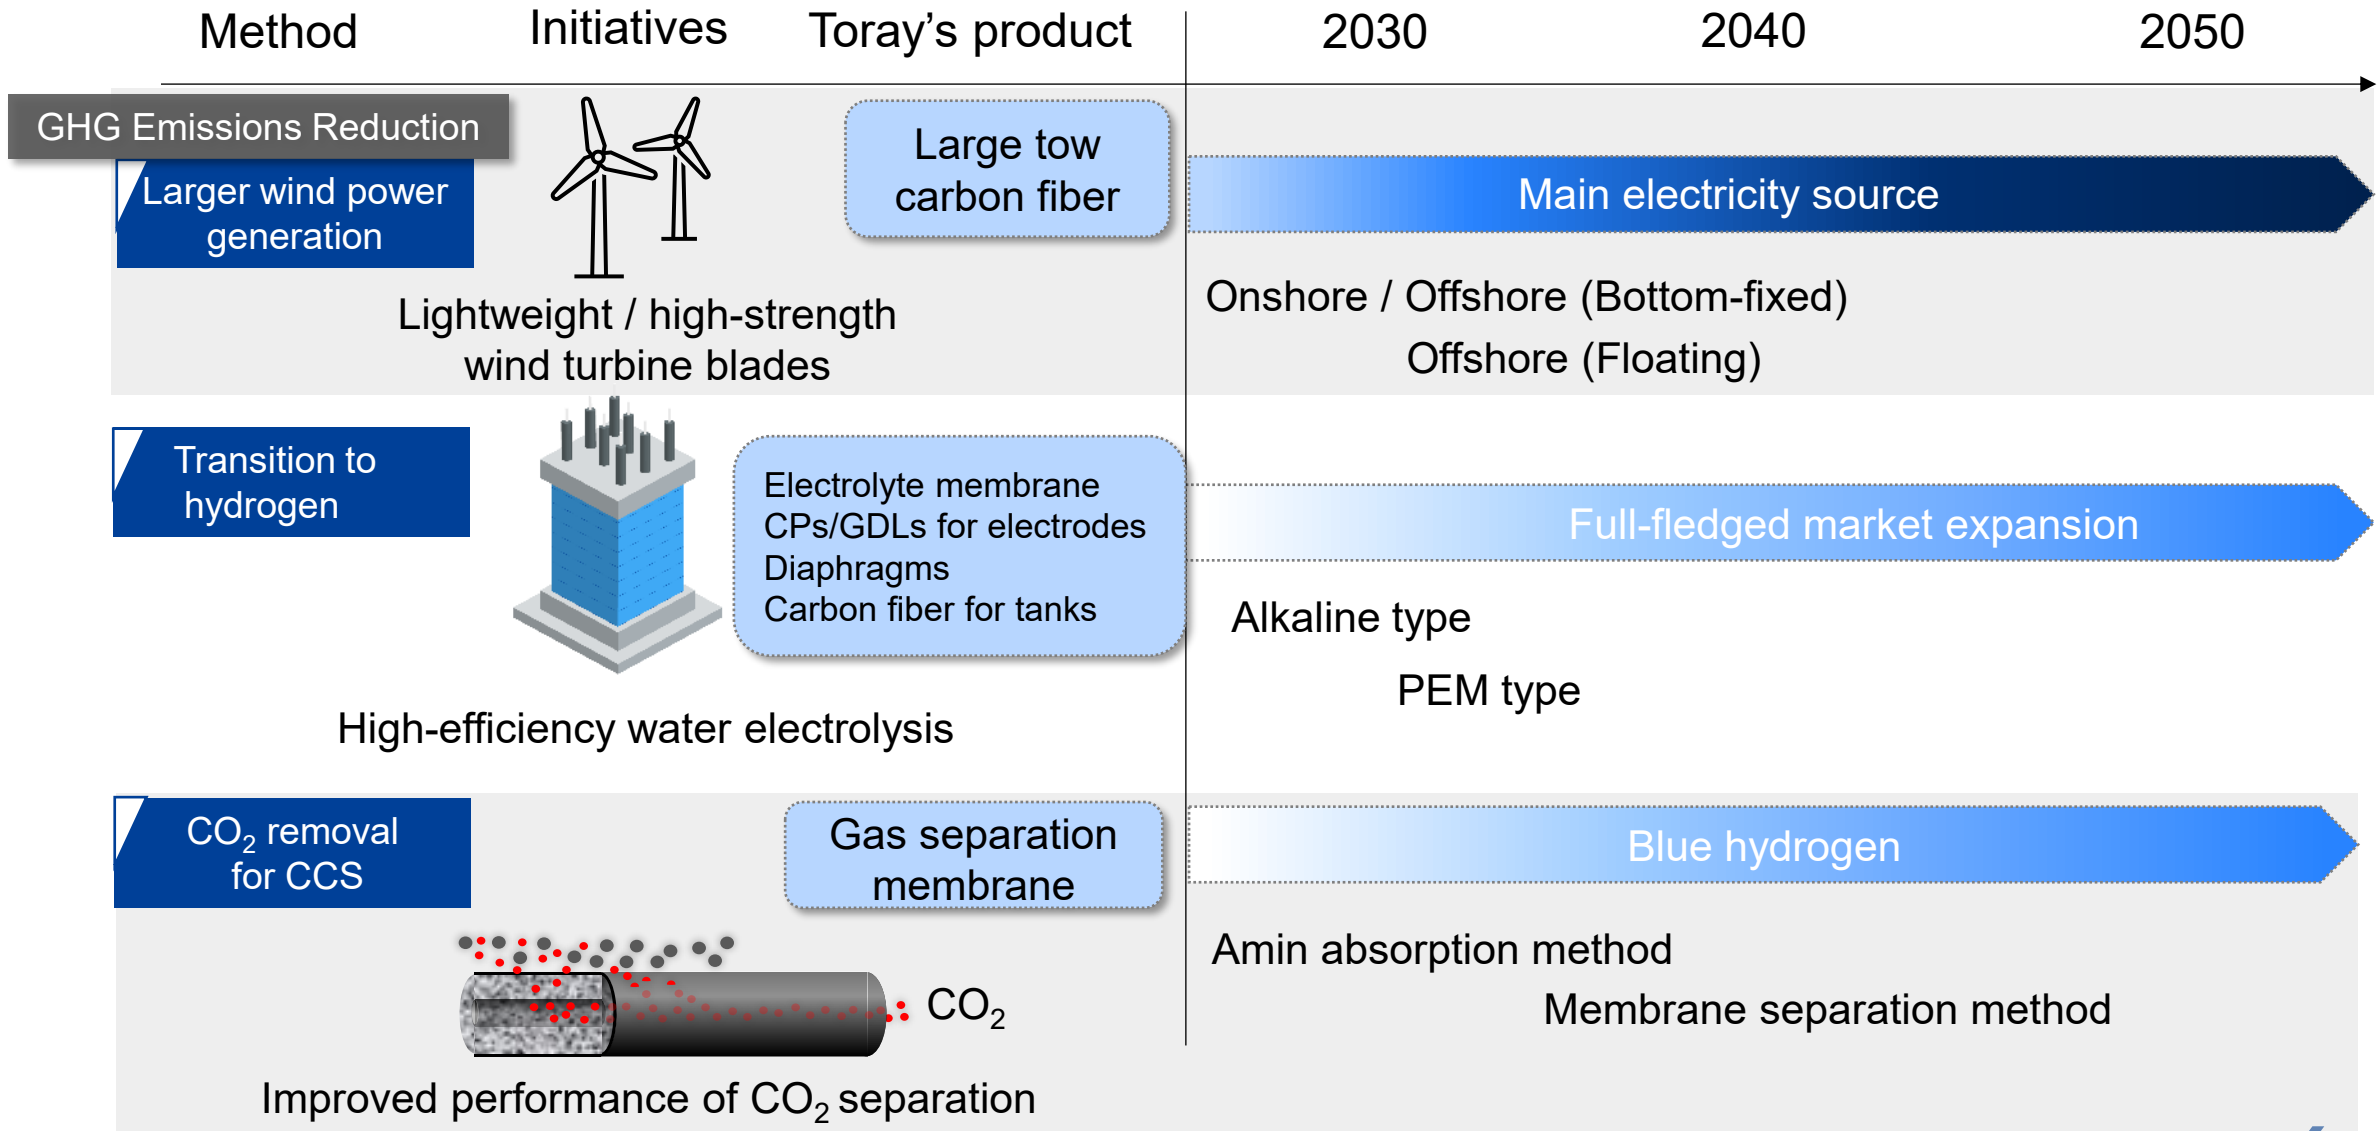 Method Initiatives Toray’s product 2030 2040 2050
GHG Emissions Reduction
Larger wind power
generation
Lightweight / high-strength
wind turbine blades
Large tow
carbon fiber
Main electricity source
Onshore / Offshore (Bottom-fixed)
Offshore (Floating)
Transition to
hydrogen
High-efficiency water electrolysis
Electrolyte membrane
CPs/GDLs for electrodes
Diaphragms
Carbon fiber for tanks
Full-fledged market expansion
Alkaline type
PEM type
CO₂ removal
for CCS
Gas separation
membrane
CO₂
Improved performance of CO₂ separation
Blue hydrogen
Amin absorption method
Membrane separation method